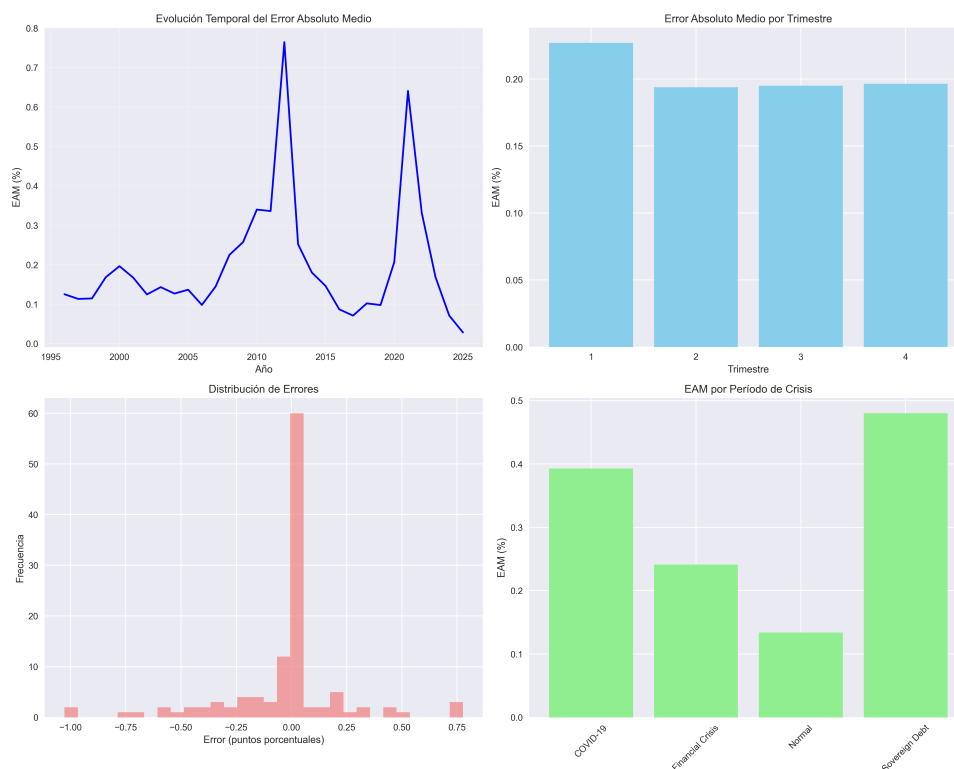 Evolución Temporal del Error Absoluto Medio
0.8
0.7
0.6
0.5
0.4
0.3
0.2
0.1
0.0
EAM (%)
1995 2000 2005 2010 2015 2020 2025
Año
Error Absoluto Medio por Trimestre
0.20
0.15
0.10
0.05
0.00
EAM (%)
1 2 3 4
Trimestre
Distribución de Errores
60
50
40
30
20
10
0
Frecuencia
−1.00 −0.75 −0.50 −0.25 0.00 0.25 0.50 0.75
Error (puntos porcentuales)
EAM por Período de Crisis
0.5
0.4
0.3
0.2
0.1
0.0
EAM (%)
COVID-19
Financial Crisis
Normal
Sovereign Debt